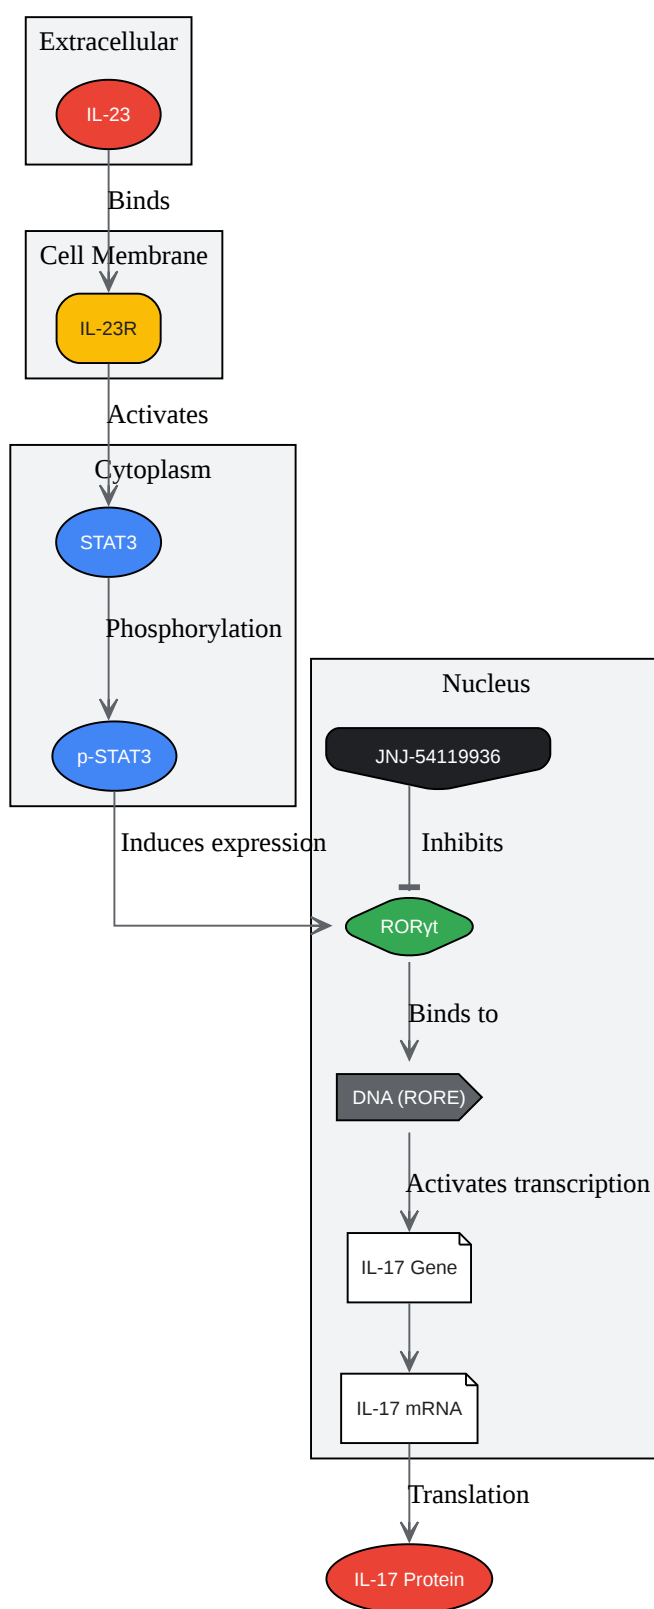 Extracellular
IL-23
Binds
Cell Membrane
IL-23R
Activates
Cytoplasm
STAT3
Phosphorylation
p-STAT3
Induces expression
Nucleus
JNJ-54119936
Inhibits
RORγt
Binds to
DNA (RORE)
Activates transcription
IL-17 Gene
IL-17 mRNA
Translation
IL-17 Protein